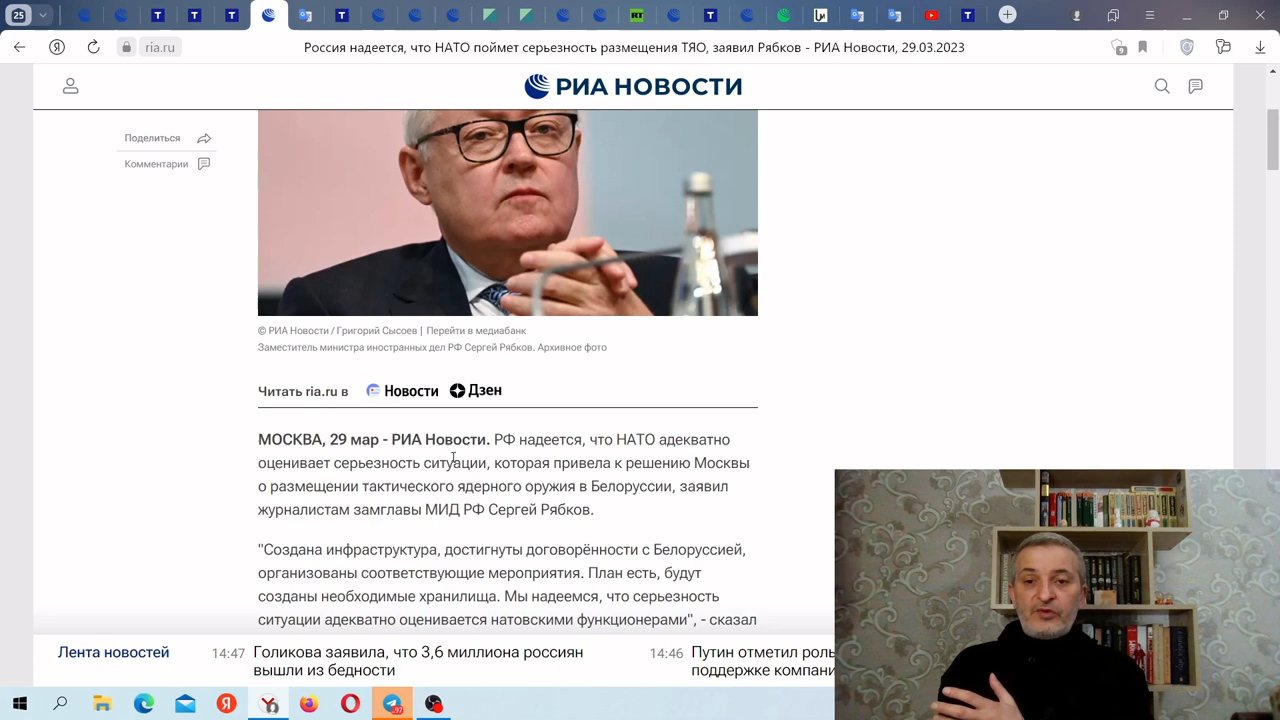 25
ria.ru
Россия надеется, что НАТО поймет серьезность размещения ТЯО, заявил Рябков - РИА Новости, 29.03.2023
9
РИА НОВОСТИ
Поделиться
Комментарии
© РИА Новости / Григорий Сысоев | Перейти в медиабанк
Заместитель министра иностранных дел РФ Сергей Рябков. Архивное фото
Читать ria.ru в Новости Дзен
МОСКВА, 29 мар - РИА Новости. РФ надеется, что НАТО адекватно
оценивает серьезность ситуации, которая привела к решению Москвы
о размещении тактического ядерного оружия в Белоруссии, заявил
журналистам замглавы МИД РФ Сергей Рябков.
"Создана инфраструктура, достигнуты договорённости с Белоруссией,
организованы соответствующие мероприятия. План есть, будут
созданы необходимые хранилища. Мы надеемся, что серьезность
ситуации адекватно оценивается натовскими функционерами", - сказал
Лента новостей
14:47 Голикова заявила, что 3,6 миллиона россиян
вышли из бедности
14:46 Путин отметил роль
поддержке компани
97